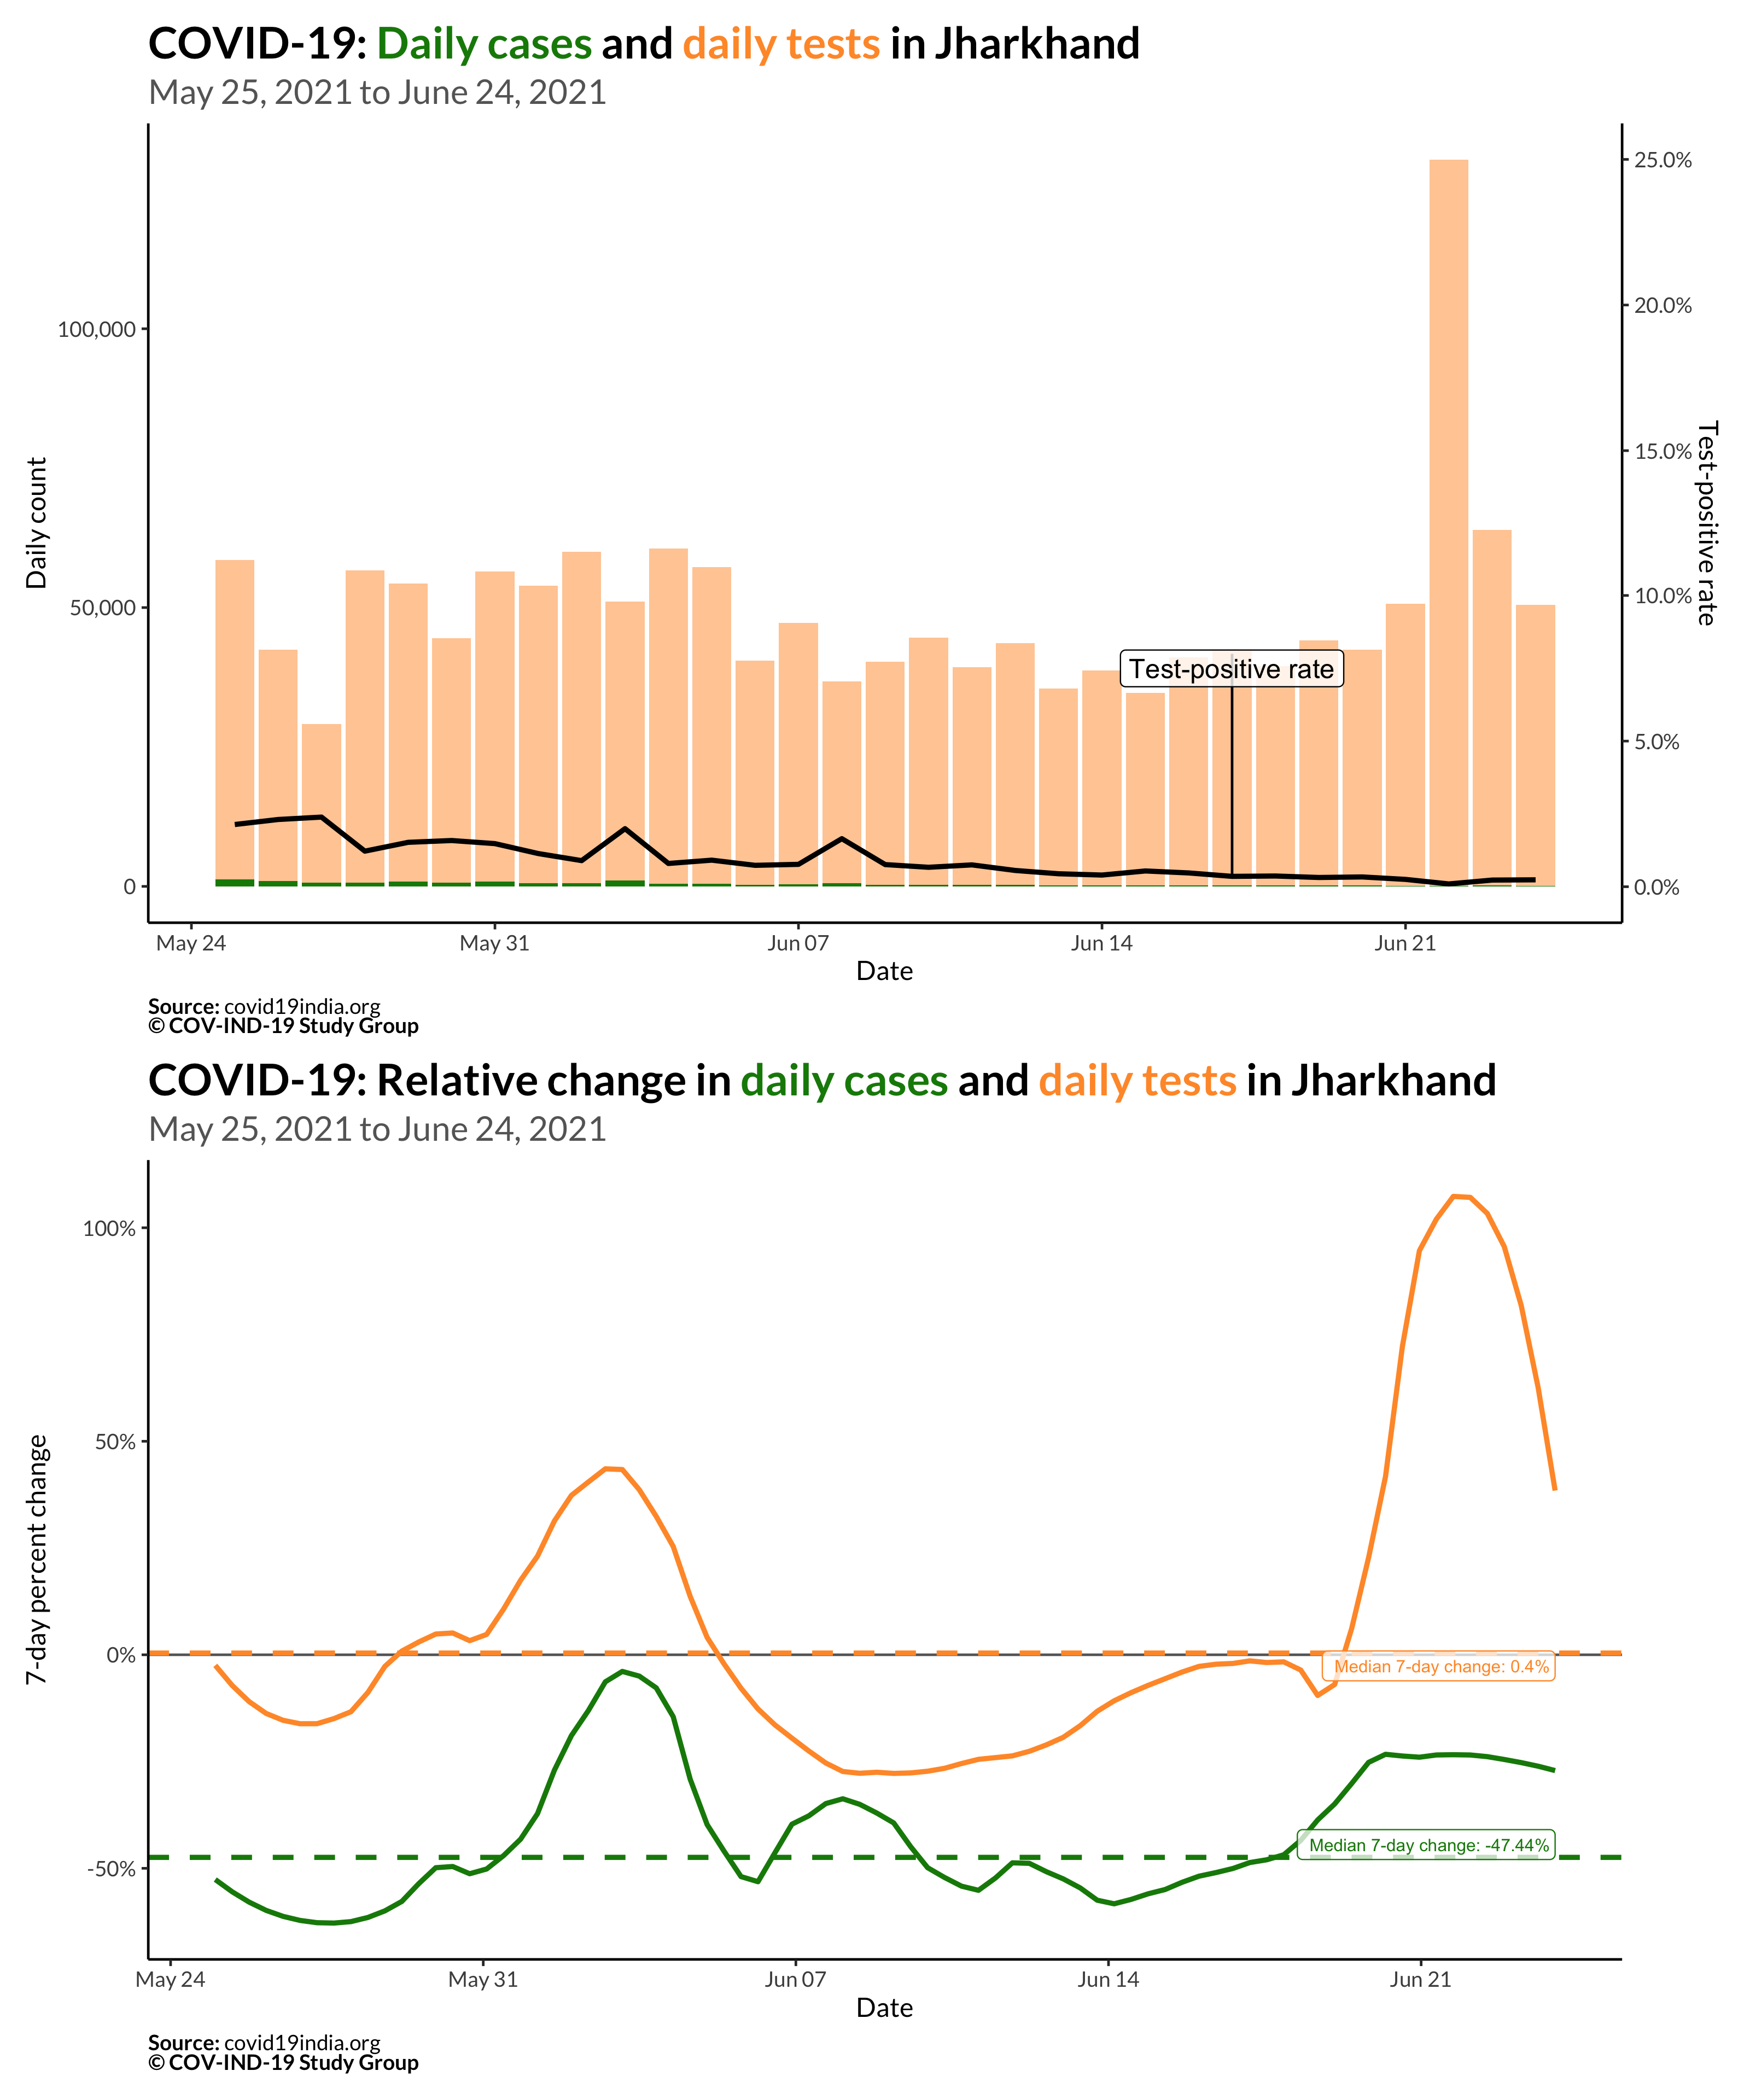 COVID-19: Daily cases and daily tests in Jharkhand
May 25, 2021 to June 24, 2021
Daily count
100,000
50,000
0
25.0%
20.0%
15.0%
10.0%
5.0%
0.0%
Test-positive rate
Test-positive rate
May 24
May 31
Jun 07
Jun 14
Jun 21
Date
Source: covid19india.org
© COV-IND-19 Study Group
COVID-19: Relative change in daily cases and daily tests in Jharkhand
May 25, 2021 to June 24, 2021
7-day percent change
100%
50%
0%
-50%
Median 7-day change: 0.4%
Median 7-day change: -47.44%
May 24
May 31
Jun 07
Jun 14
Jun 21
Date
Source: covid19india.org
© COV-IND-19 Study Group